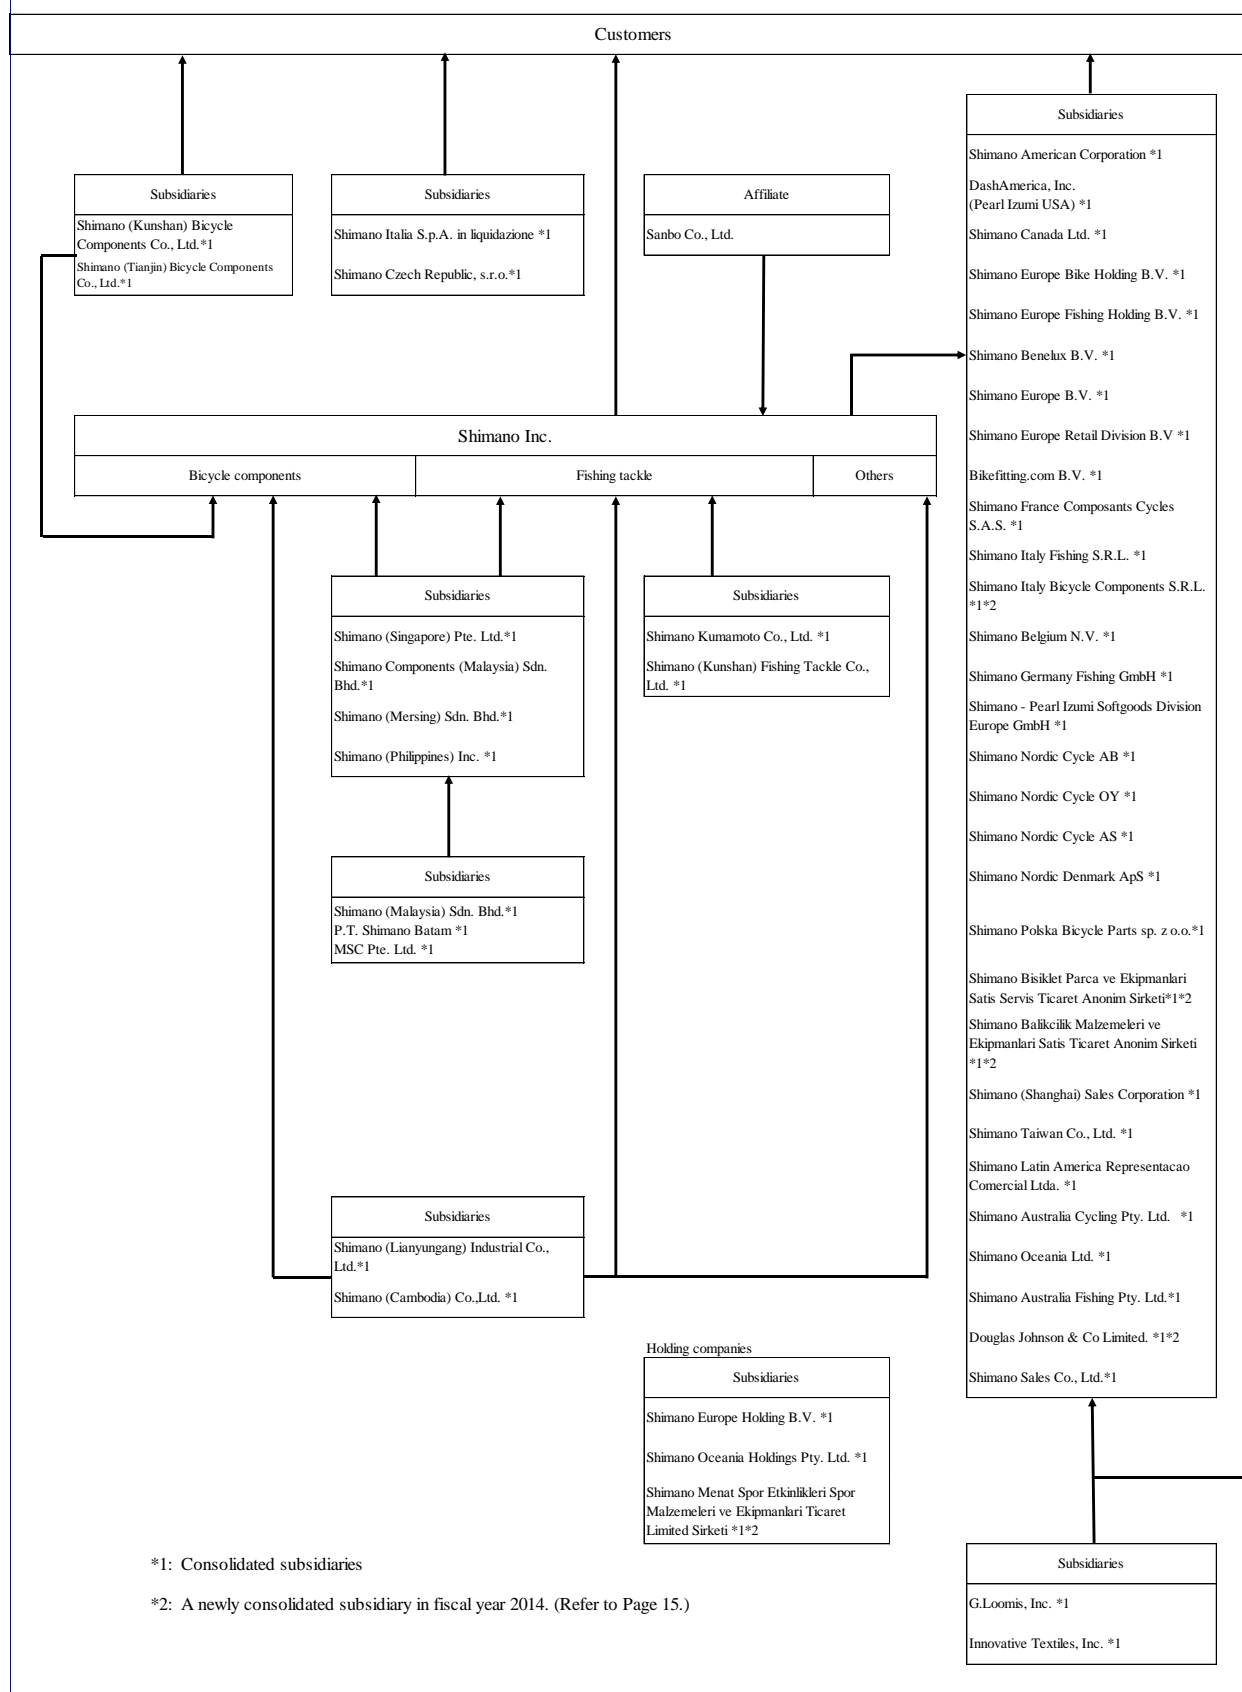 Customers
Subsidiaries
Shimano (Kunshan) Bicycle
Components Co., Ltd.*1
Shimano (Tianjin) Bicycle Components
Co., Ltd.*1
Subsidiaries
Shimano Italia S.p.A. in liquidazione *1
Shimano Czech Republic, s.r.o.*1
Affiliate
Sanbo Co., Ltd.
Shimano Inc.
Bicycle components
Fishing tackle
Others
Subsidiaries
Shimano (Singapore) Pte. Ltd.*1
Shimano Components (Malaysia) Sdn.
Bhd.*1
Shimano (Mersing) Sdn. Bhd.*1
Shimano (Philippines) Inc. *1
Subsidiaries
Shimano Kumamoto Co., Ltd. *1
Shimano (Kunshan) Fishing Tackle Co.,
Ltd. *1
Subsidiaries
Shimano (Malaysia) Sdn. Bhd.*1
P.T. Shimano Batam *1
MSC Pte. Ltd. *1
Subsidiaries
Shimano (Lianyungang) Industrial Co.,
Ltd.*1
Shimano (Cambodia) Co.,Ltd. *1
Holding companies
Subsidiaries
Shimano Europe Holding B.V. *1
Shimano Oceania Holdings Pty. Ltd. *1
Shimano Menat Spor Etkinlikleri Spor
Malzemeleri ve Ekipmanlari Ticaret
Limited Sirketi *1*2
Subsidiaries
Shimano American Corporation *1
DashAmerica, Inc.
(Pearl Izumi USA) *1
Shimano Canada Ltd. *1
Shimano Europe Bike Holding B.V. *1
Shimano Europe Fishing Holding B.V. *1
Shimano Benelux B.V. *1
Shimano Europe B.V. *1
Shimano Europe Retail Division B.V *1
Bikefitting.com B.V. *1
Shimano France Composants Cycles
S.A.S. *1
Shimano Italy Fishing S.R.L. *1
Shimano Italy Bicycle Components S.R.L.
*1*2
Shimano Belgium N.V. *1
Shimano Germany Fishing GmbH *1
Shimano - Pearl Izumi Softgoods Division
Europe GmbH *1
Shimano Nordic Cycle AB *1
Shimano Nordic Cycle OY *1
Shimano Nordic Cycle AS *1
Shimano Nordic Denmark ApS *1
Shimano Polska Bicycle Parts sp. z o.o.*1
Shimano Bisiklet Parca ve Ekipmanlari
Satis Servis Ticaret Anonim Sirketi*1*2
Shimano Balikcilik Malzemeleri ve
Ekipmanlari Satis Ticaret Anonim Sirketi
*1*2
Shimano (Shanghai) Sales Corporation *1
Shimano Taiwan Co., Ltd. *1
Shimano Latin America Representacao
Comercial Ltda. *1
Shimano Australia Cycling Pty. Ltd. *1
Shimano Oceania Ltd. *1
Shimano Australia Fishing Pty. Ltd.*1
Douglas Johnson & Co Limited. *1*2
Shimano Sales Co., Ltd.*1
Subsidiaries
G.Loomis, Inc. *1
Innovative Textiles, Inc. *1
*1: Consolidated subsidiaries
*2: A newly consolidated subsidiary in fiscal year 2014. (Refer to Page 15.)